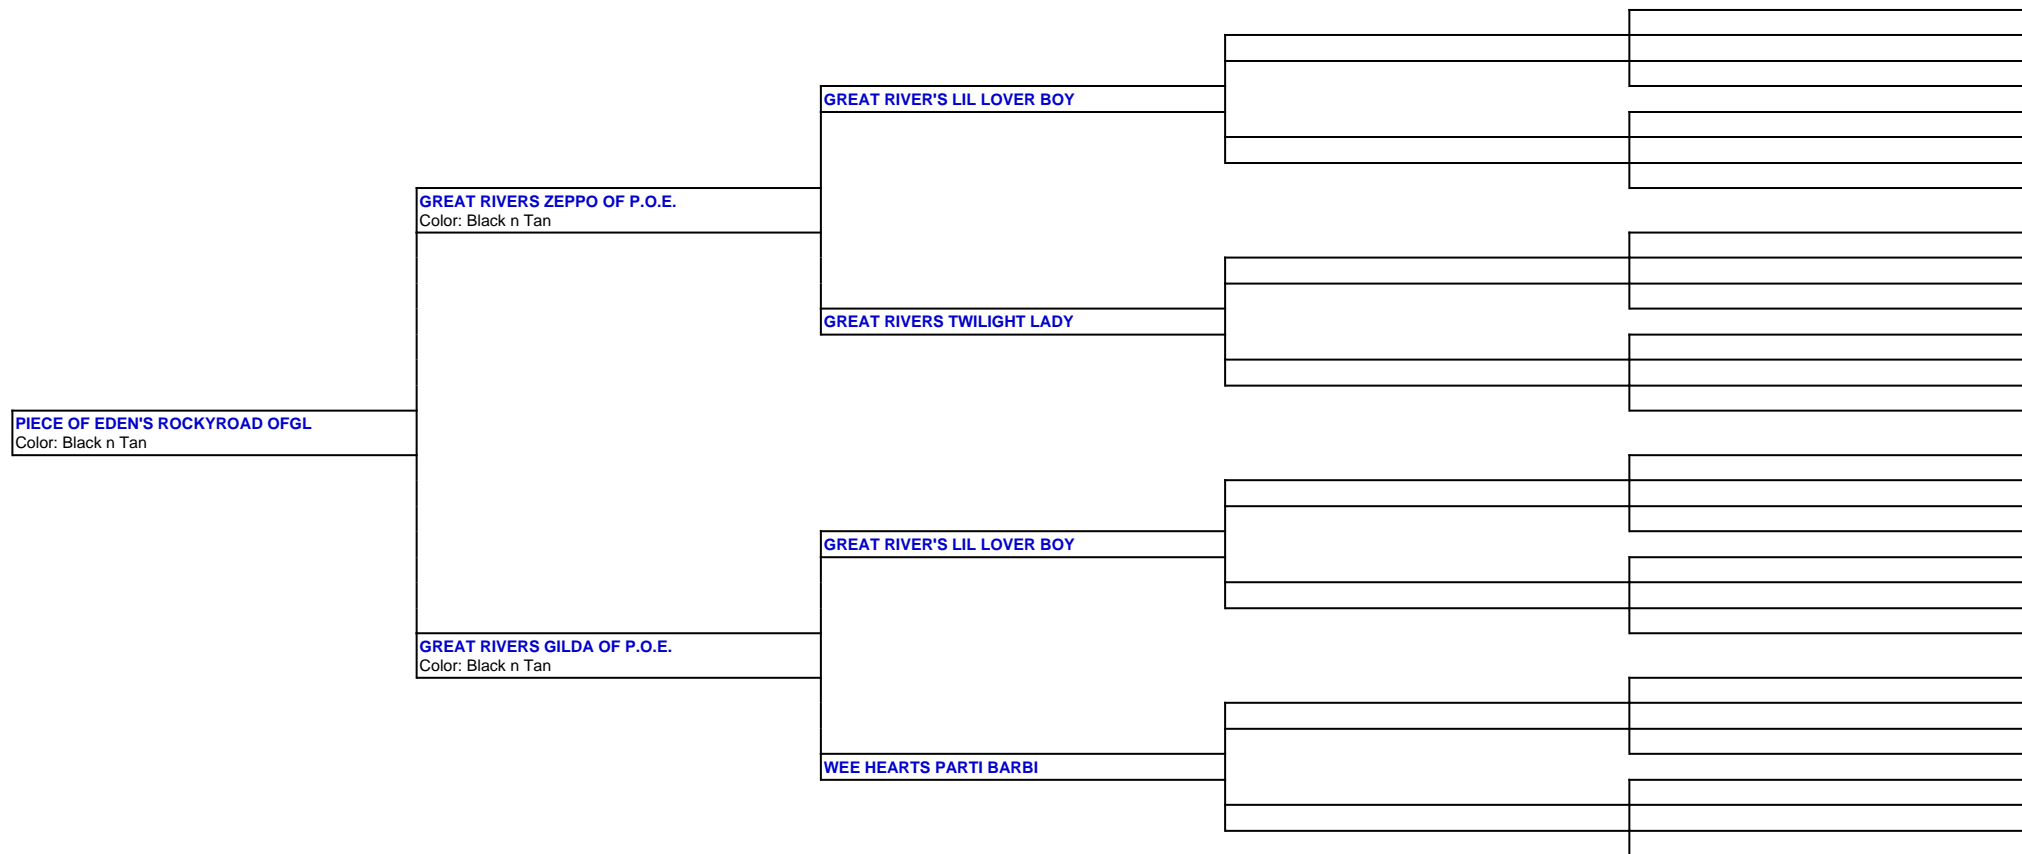 GREAT RIVER'S LIL LOVER BOY
GREAT RIVERS ZEPPO OF P.O.E.
Color: Black n Tan
GREAT RIVERS TWILIGHT LADY
PIECE OF EDEN'S ROCKYROAD OFGL
Color: Black n Tan
GREAT RIVER'S LIL LOVER BOY
GREAT RIVERS GILDA OF P.O.E.
Color: Black n Tan
WEE HEARTS PARTI BARBI